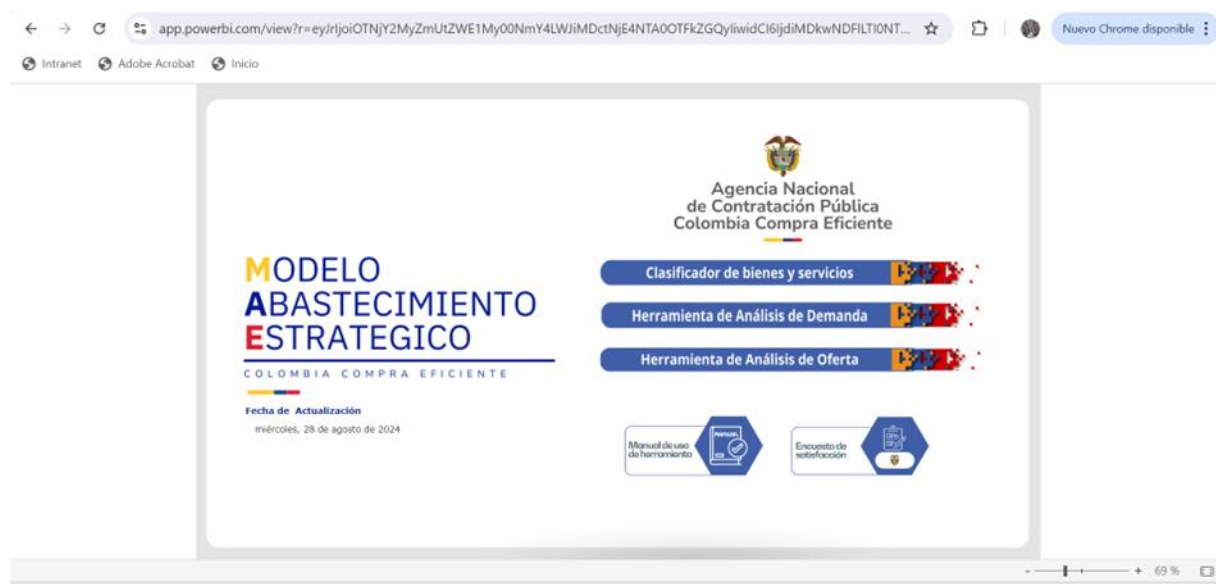 app.powerbi.com/view?r=eyJrIjoiOTNjY2MyZmUtZWE1My00NmY4LWJiMDctNjE4NTA0OTFkZGQyIiwidCI6IjdiMDkwNDFlLTI0NT...
Nuevo Chrome disponible
Intranet
Adobe Acrobat
Inicio
Agencia Nacional
de Contratación Pública
Colombia Compra Eficiente
MODELO
ABASTECIMIENTO
ESTRATEGICO
COLOMBIA COMPRA EFICIENTE
Fecha de Actualización
miércoles, 28 de agosto de 2024
Clasificador de bienes y servicios
Herramienta de Análisis de Demanda
Herramienta de Análisis de Oferta
Manual de uso
de herramienta
MANUAL
Encuesta de
satisfacción
- + 69 %